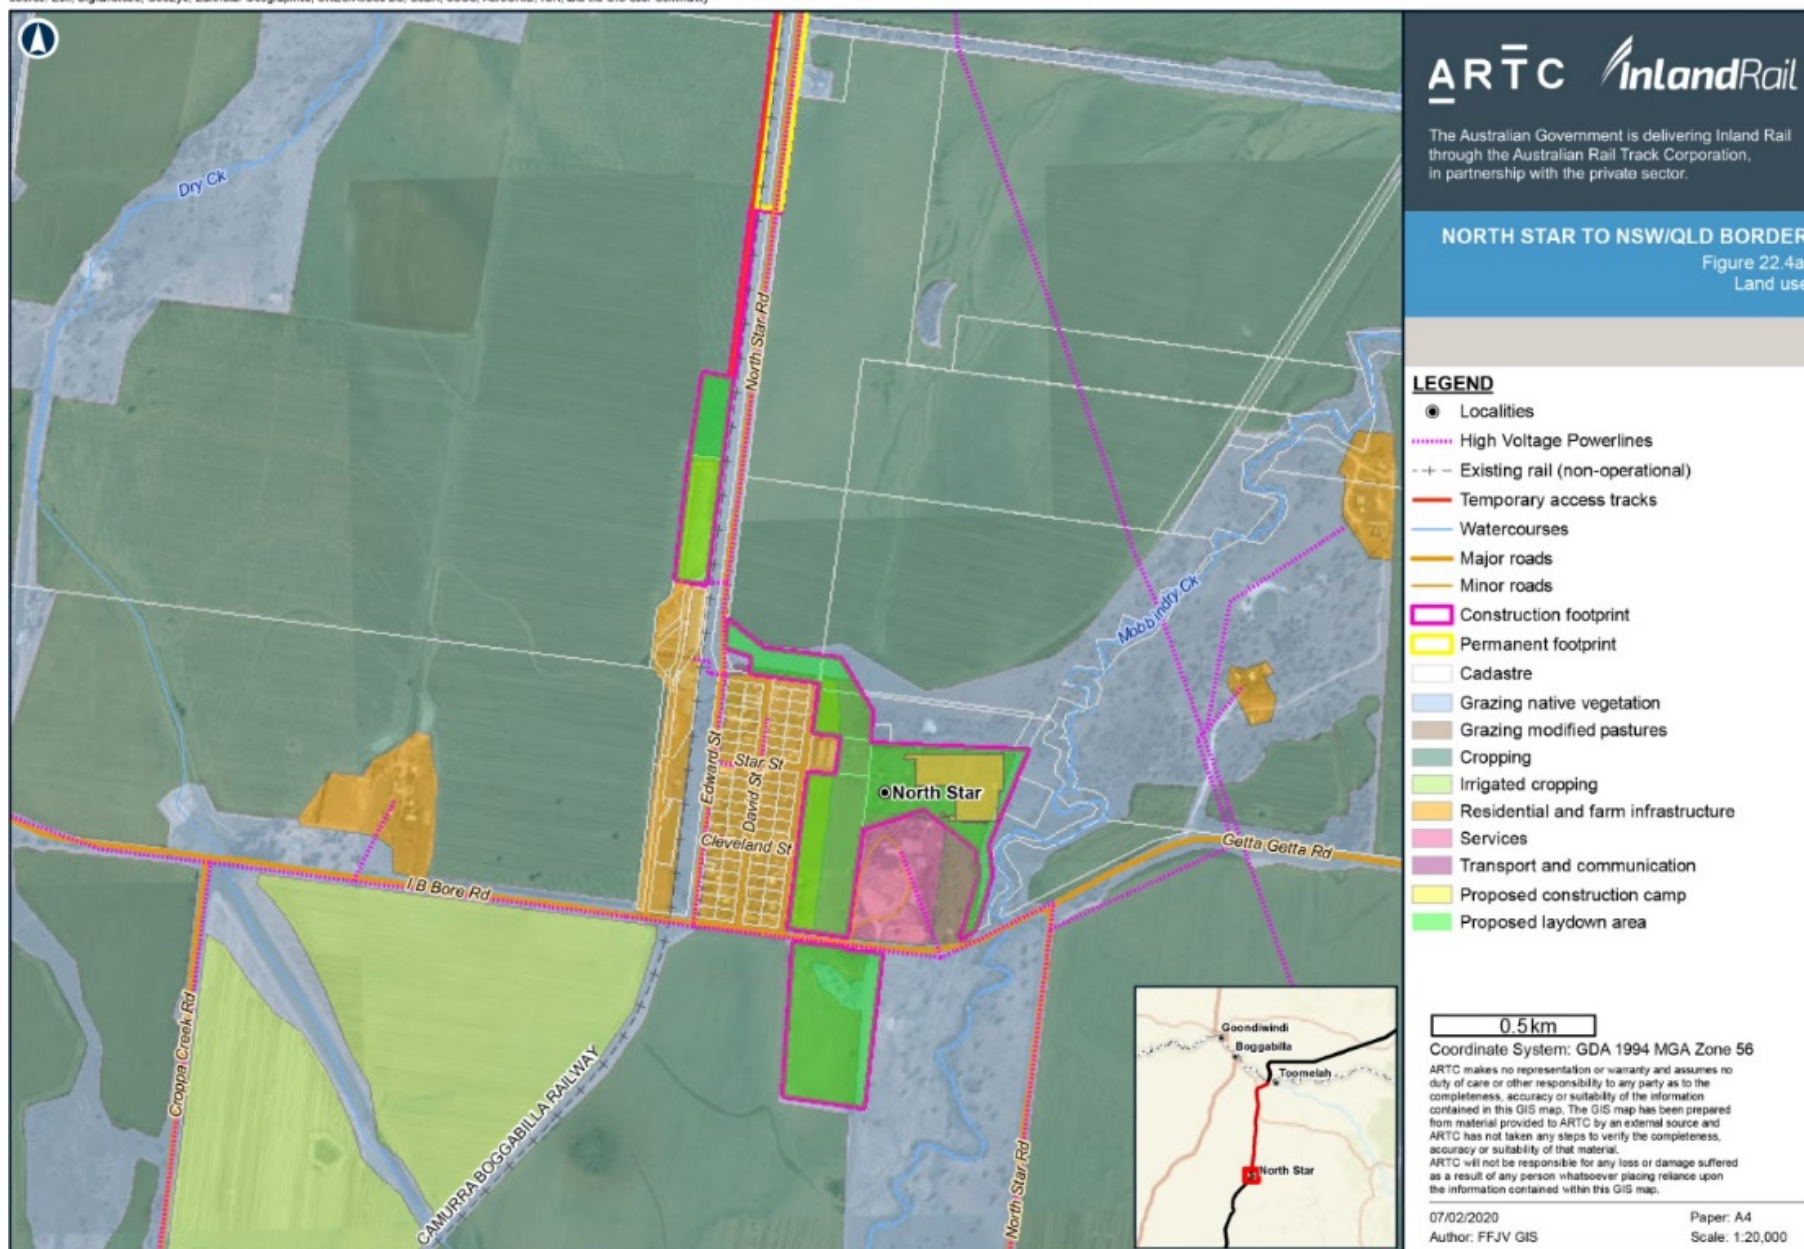 ARTC InlandRail
The Australian Government is delivering Inland Rail
through the Australian Rail Track Corporation,
in partnership with the private sector.
NORTH STAR TO NSW/QLD BORDER
Figure 22.4a
Land use
LEGEND
Localities
High Voltage Powerlines
Existing rail (non-operational)
Temporary access tracks
Watercourses
Major roads
Minor roads
Construction footprint
Permanent footprint
Cadastre
Grazing native vegetation
Grazing modified pastures
Cropping
Irrigated cropping
Residential and farm infrastructure
Services
Transport and communication
Proposed construction camp
Proposed laydown area
0.5km
Coordinate System: GDA 1994 MGA Zone 56
ARTC makes no representation or warranty and assumes no
duty of care or other responsibility to any party as to the
completeness, accuracy or suitability of the information
contained in this GIS map. The GIS map has been prepared
from material provided to ARTC by an external source and
ARTC has not taken any steps to verify the completeness,
accuracy or suitability of that material.
ARTC will not be responsible for any loss or damage suffered
as a result of any person whatsoever placing reliance upon
the information contained within this GIS map.
07/02/2020 Paper: A4
Author: FFJV GIS Scale: 1:20,000
Dry Ck
North Star Rd
Mobbindry Ck
Edward St
Star St
David St
Cleveland St
North Star
Getta Getta Rd
I B Bore Rd
Croppa Creek Rd
CAMURRA BOGGABILLA RAILWAY
North Star Rd
Goondiwindi
Boggabilla
Toomelah
North Star